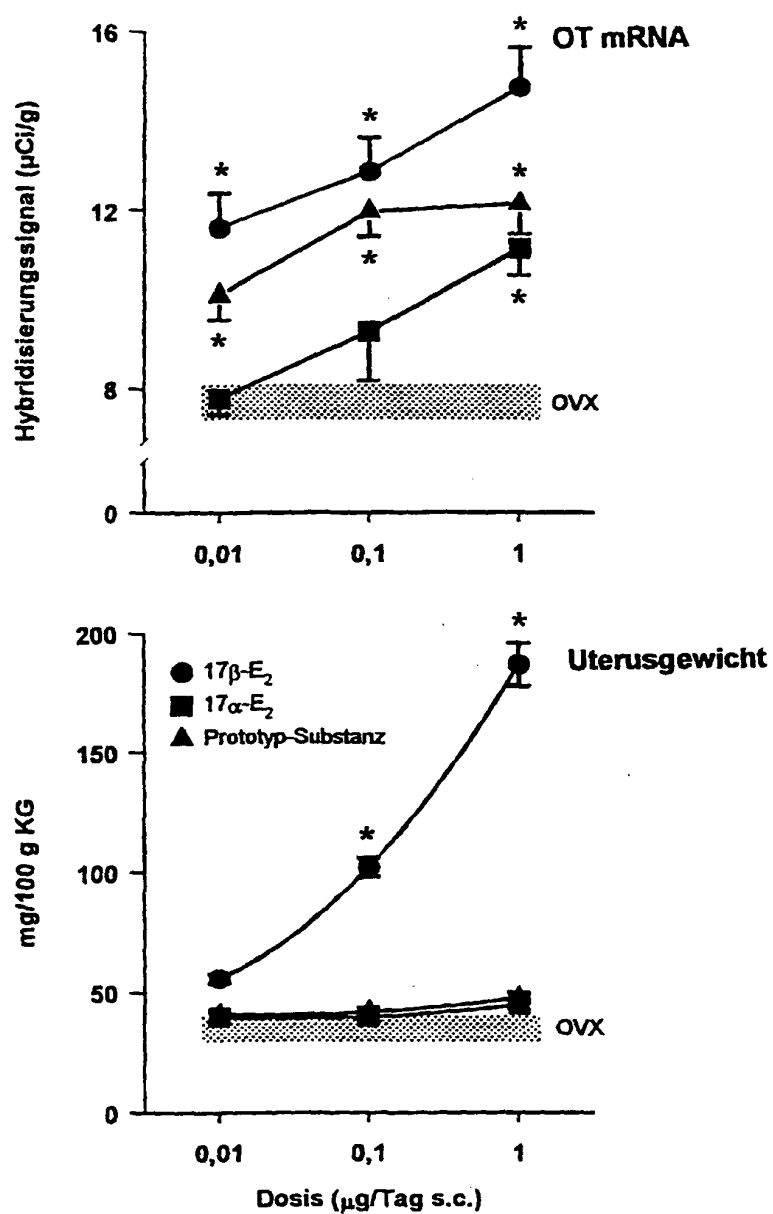 OT mRNA
Hybridisierungssignal (µCi/g)
16
12
8
0
*
*
*
*
*
*
*
OVX
0,01
0,1
1
Uterusgewicht
mg/100 g KG
200
150
100
50
0
17β-E₂
17α-E₂
Prototyp-Substanz
*
*
OVX
0,01
0,1
1
Dosis (µg/Tag s.c.)